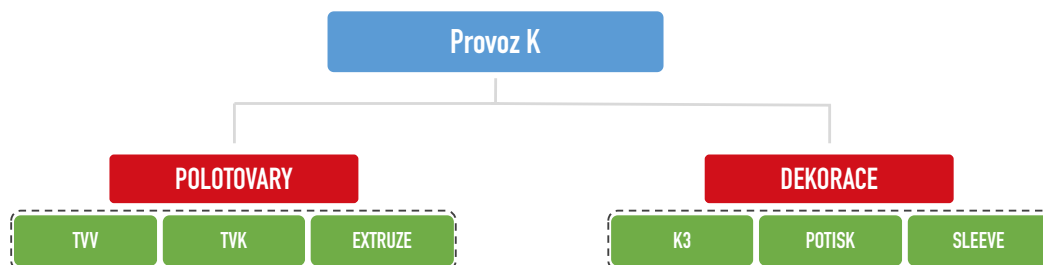 Provoz K
POLOTOVARY
DEKORACE
TVV
TVK
EXTRUZE
K3
POTISK
SLEEVE